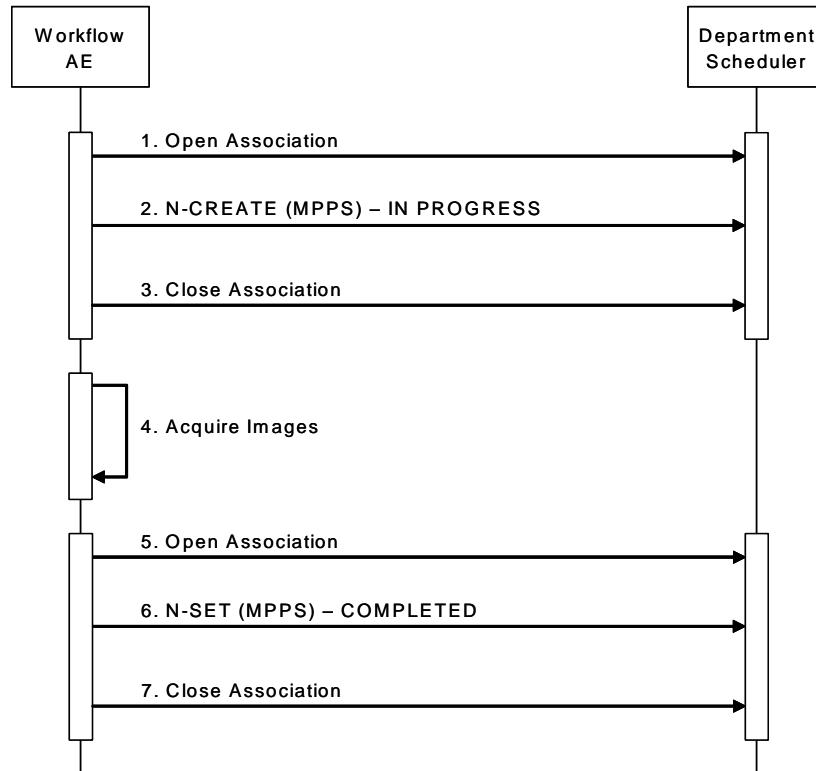 Workflow
AE
Department
Scheduler
1. Open Association
2. N-CREATE (MPPS) – IN PROGRESS
3. Close Association
4. Acquire Images
5. Open Association
6. N-SET (MPPS) – COMPLETED
7. Close Association